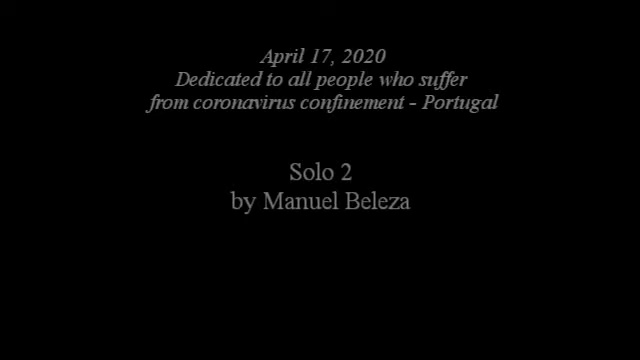 April 17, 2020
Dedicated to all people who suffer
from coronavirus confinement - Portugal
Solo 2
by Manuel Beleza